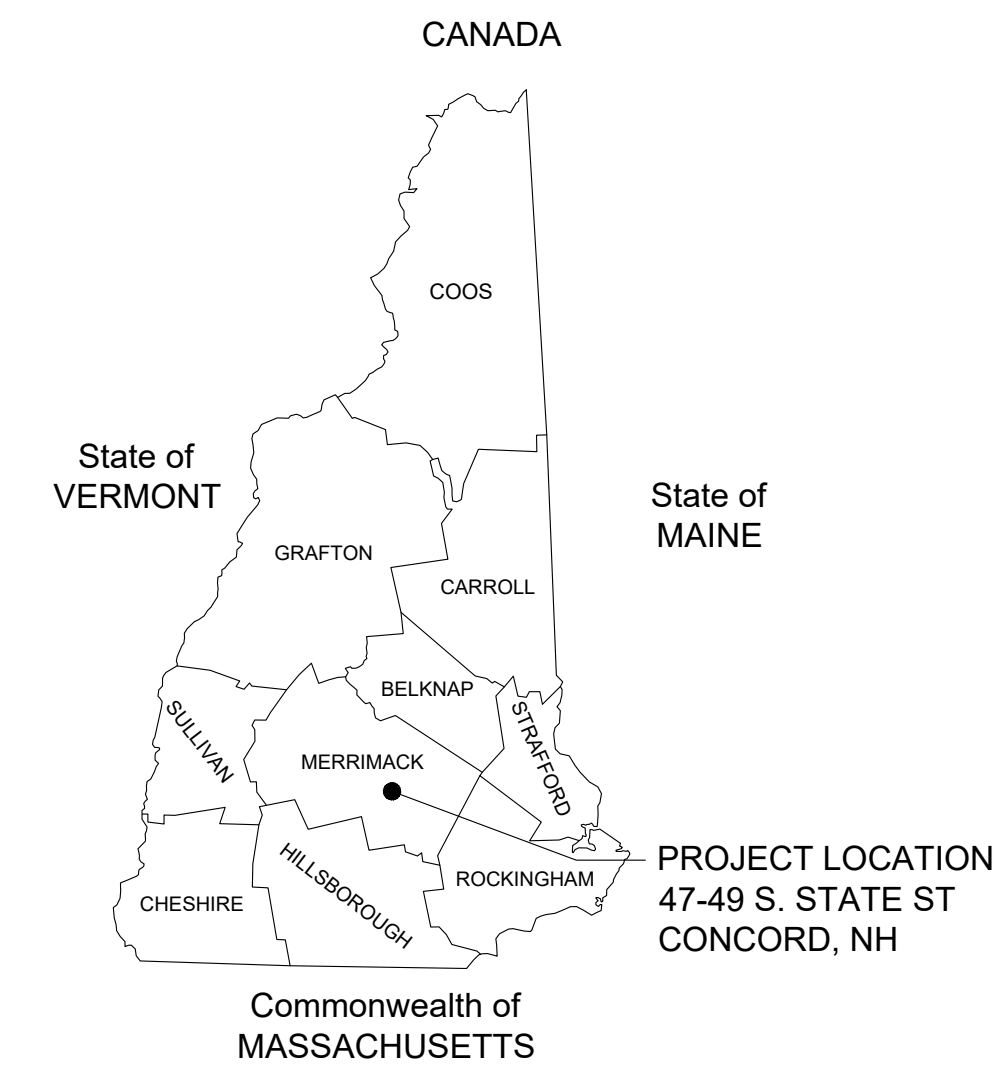 CANADA
COOS
State of
VERMONT
State of
MAINE
GRAFTON
CARROLL
BELKNAP
SULLIVAN
STRAFFORD
MERRIMACK
HILLSBOROUGH
ROCKINGHAM
CHESHIRE
PROJECT LOCATION
47-49 S. STATE ST
CONCORD, NH
Commonwealth of
MASSACHUSETTS